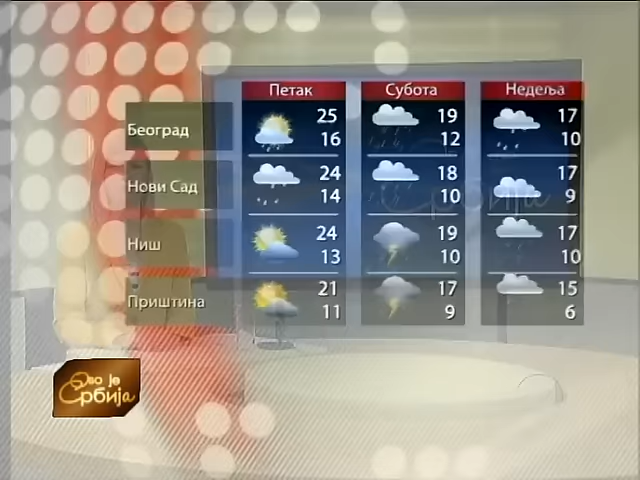 Петак Субота Недеља
Београд 25 19 17
16 12 10
Нови Сад 24 18 17
14 10 9
Ниш 24 19 17
13 10 10
Приштина 21 17 15
11 9 6
Ово је
Србија